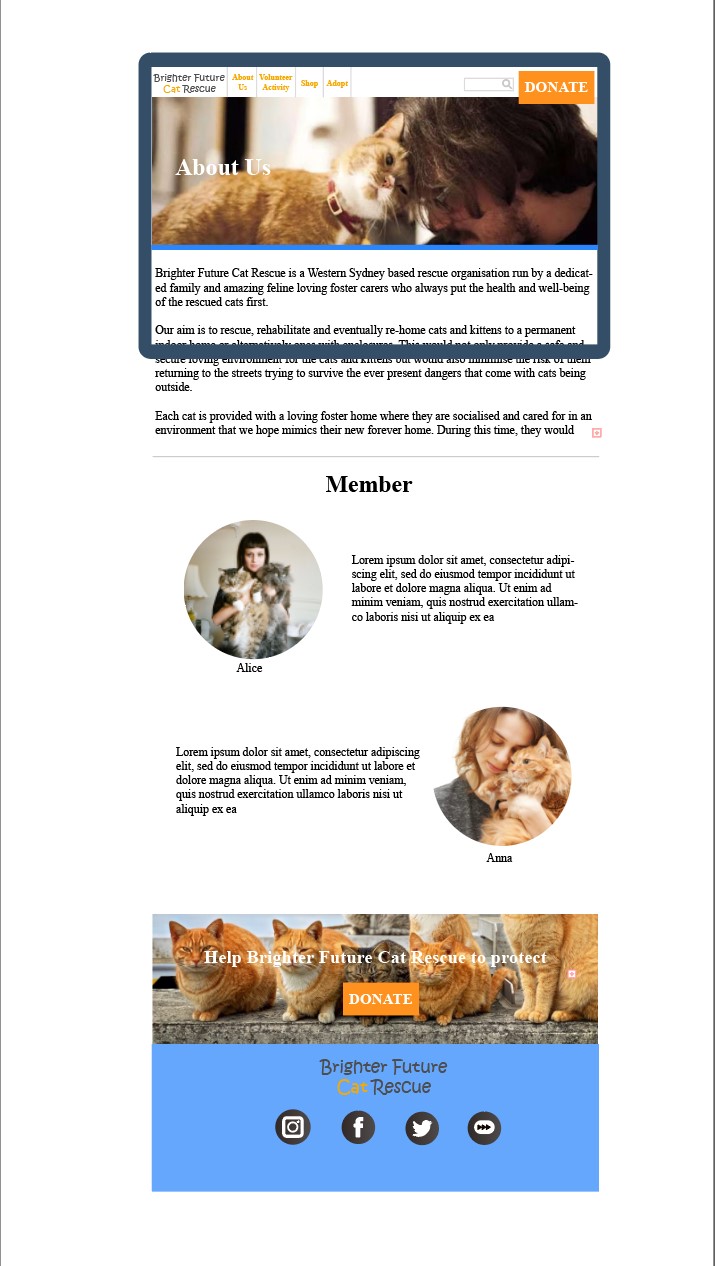 Brighter Future
Cat Rescue
About
Us
Volunteer
Activity
Shop
Adopt
DONATE
About Us
Brighter Future Cat Rescue is a Western Sydney based rescue organisation run by a dedicat-
ed family and amazing feline loving foster carers who always put the health and well-being
of the rescued cats first.
Our aim is to rescue, rehabilitate and eventually re-home cats and kittens to a permanent
indoor home or alternatively ones with enclosures. This would not only provide a safe and
secure loving environment for the cats and kittens but would also minimise the risk of them
returning to the streets trying to survive the ever present dangers that come with cats being
outside.
Each cat is provided with a loving foster home where they are socialised and cared for in an
environment that we hope mimics their new forever home. During this time, they would
Member
Lorem ipsum dolor sit amet, consectetur adipi-
scing elit, sed do eiusmod tempor incididunt ut
labore et dolore magna aliqua. Ut enim ad
minim veniam, quis nostrud exercitation ullam-
co laboris nisi ut aliquip ex ea
Alice
Lorem ipsum dolor sit amet, consectetur adipiscing
elit, sed do eiusmod tempor incididunt ut labore et
dolore magna aliqua. Ut enim ad minim veniam,
quis nostrud exercitation ullamco laboris nisi ut
aliquip ex ea
Anna
Help Brighter Future Cat Rescue to protect
DONATE
Brighter Future
Cat Rescue